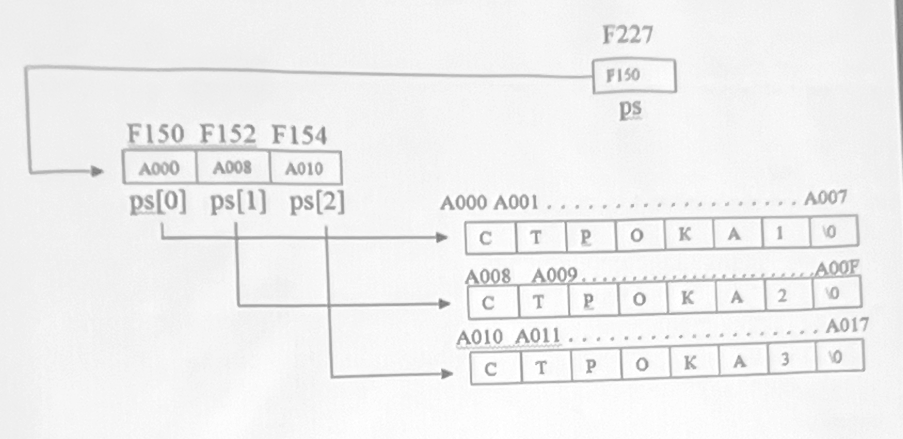 F227
F150
ps
F150 F152 F154
A000 A008 A010
ps[0] ps[1] ps[2]
A000 A001 . . . . . . . . . . . . . . . . . . . A007
С Т Р О К А 1 \0
A008 A009 . . . . . . . . . . . . . . . . . . . . . . . A00F
С Т Р О К А 2 \0
A010 A011 . . . . . . . . . . . . . . . . . . . A017
С Т Р О К А 3 \0